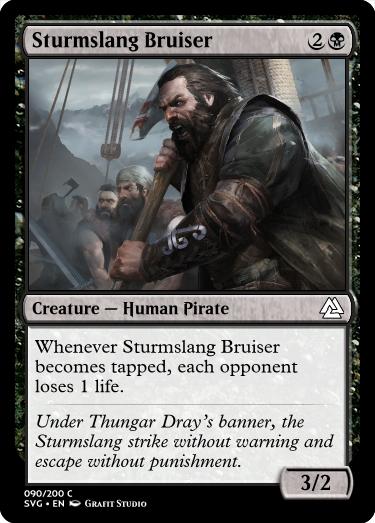 Sturmslang Bruiser 2
Creature — Human Pirate
Whenever Sturmslang Bruiser
becomes tapped, each opponent
loses 1 life.
Under Thungar Dray's banner, the
Sturmslang strike without warning and
escape without punishment.
3/2
090/200 C
SVG • EN Grafit Studio